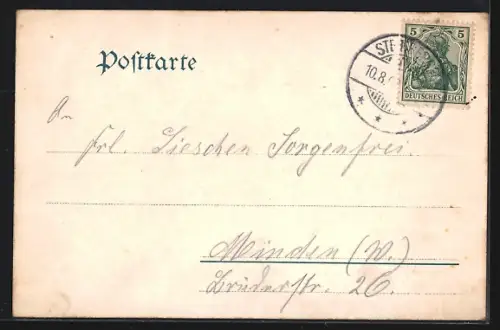 Postkarte
5 5
DEUTSCHES REICH
10.8.
An
Frl. Lieschen Sorgenfrei.
Minden (W.)
Brüderstr. 26.